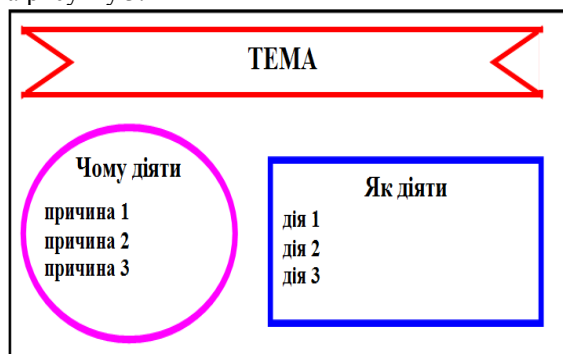 ТЕМА
Чому діяти
причина 1
причина 2
причина 3
Як діяти
дія 1
дія 2
дія 3